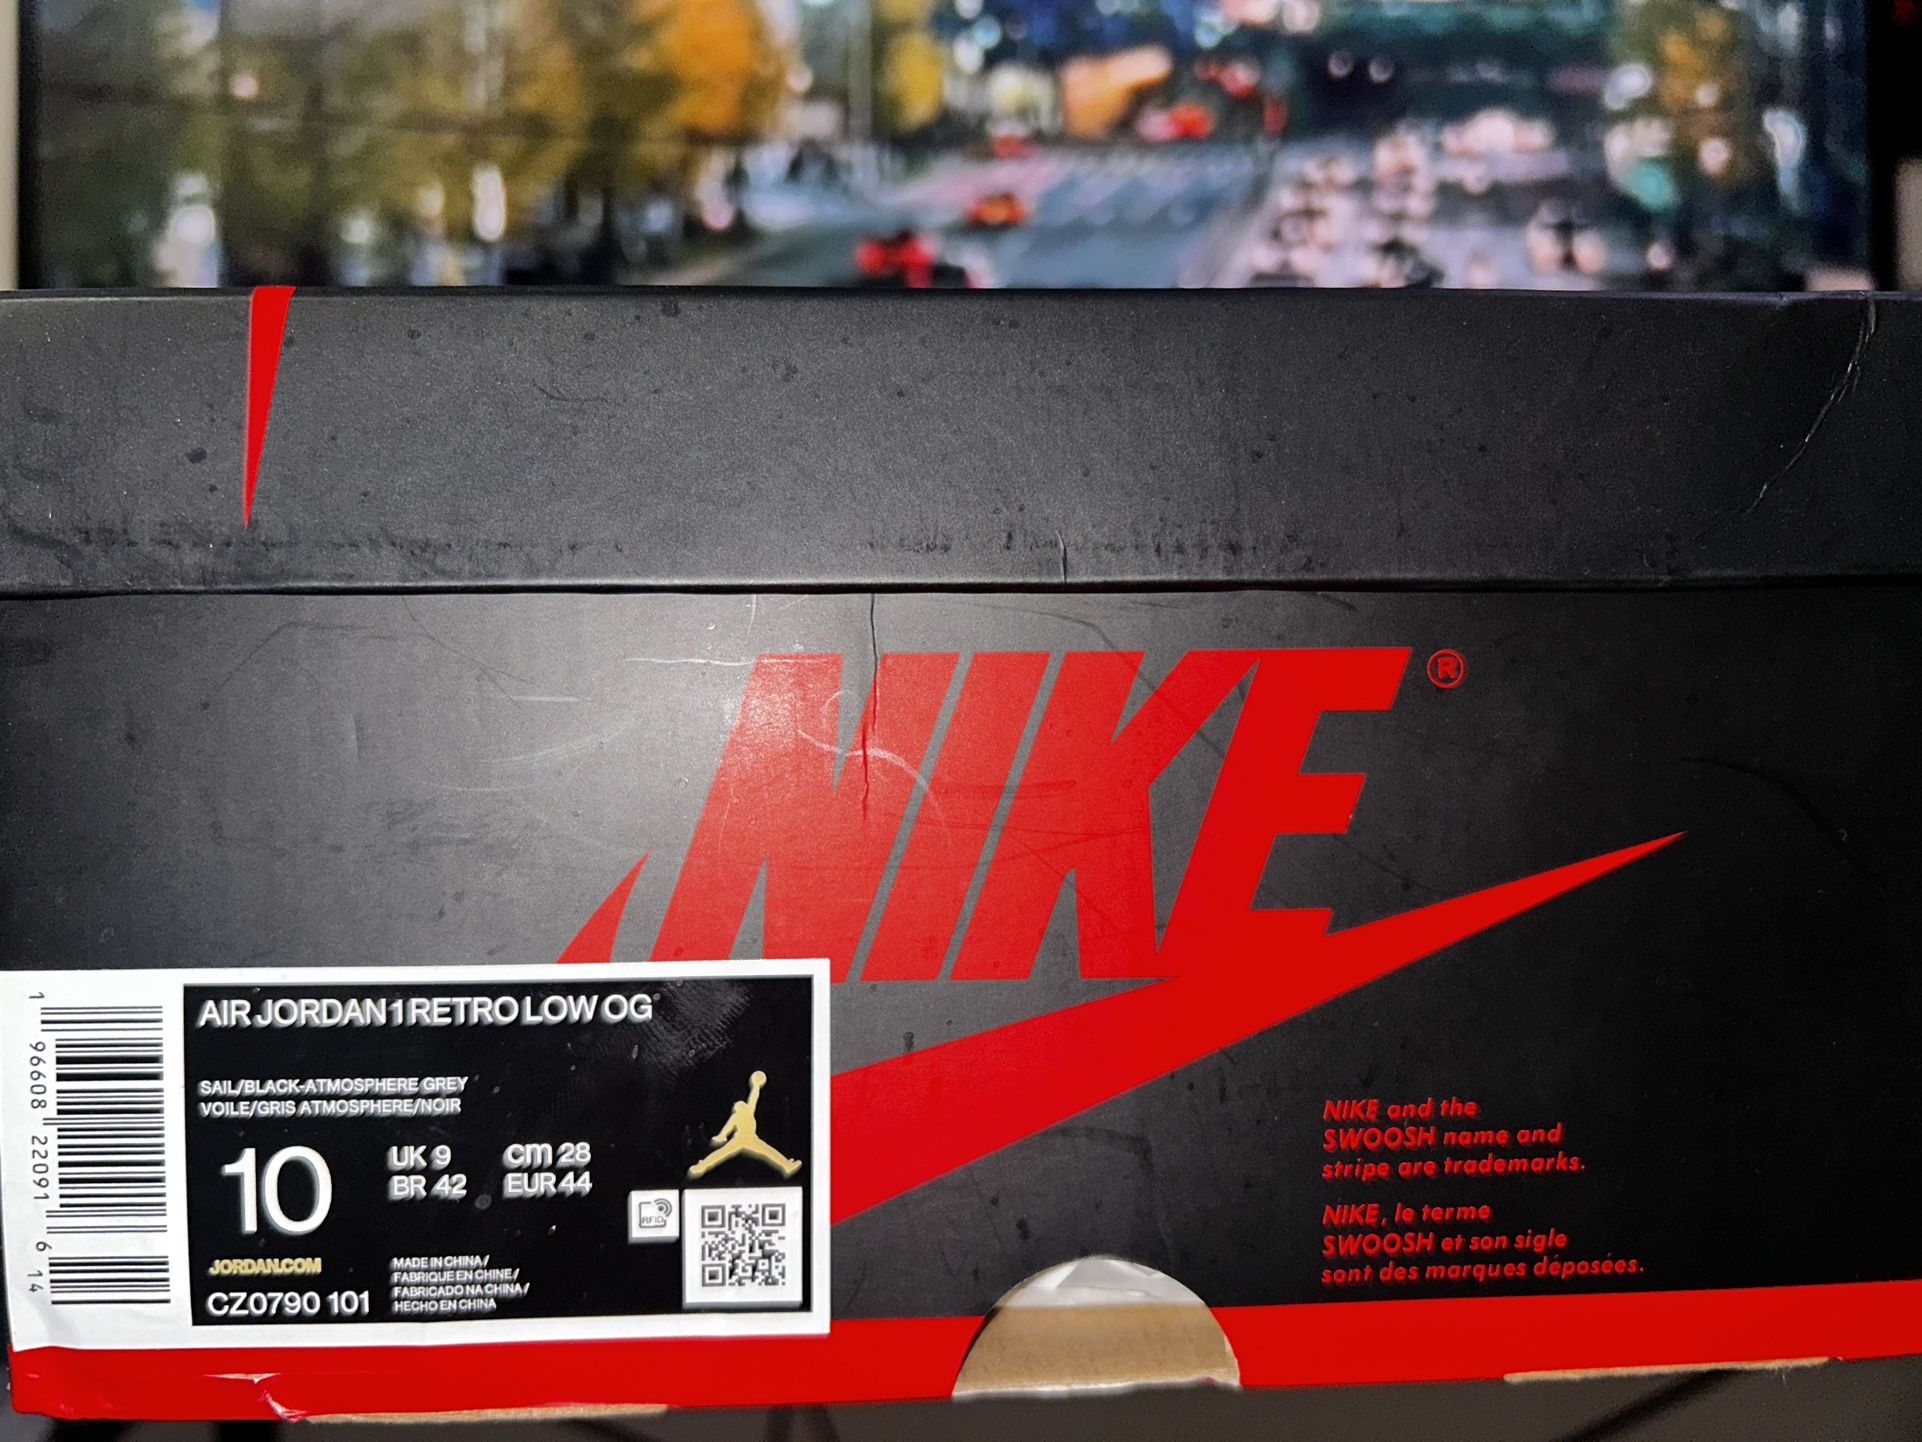 NIKE®
AIR JORDAN 1 RETRO LOW OG
SAIL/BLACK-ATMOSPHERE GREY
VOILE/GRIS ATMOSPHERE/NOIR
10
UK 9
cm 28
BR 42
EUR 44
RFID
JORDAN.COM
CZ0790 101
MADE IN CHINA/
FABRIQUE EN CHINE/
FABRICADO NA CHINA/
HECHO EN CHINA
1 96608 22091 6 14
NIKE and the
SWOOSH name and
stripe are trademarks.
NIKE, le terme
SWOOSH et son sigle
sont des marques déposées.